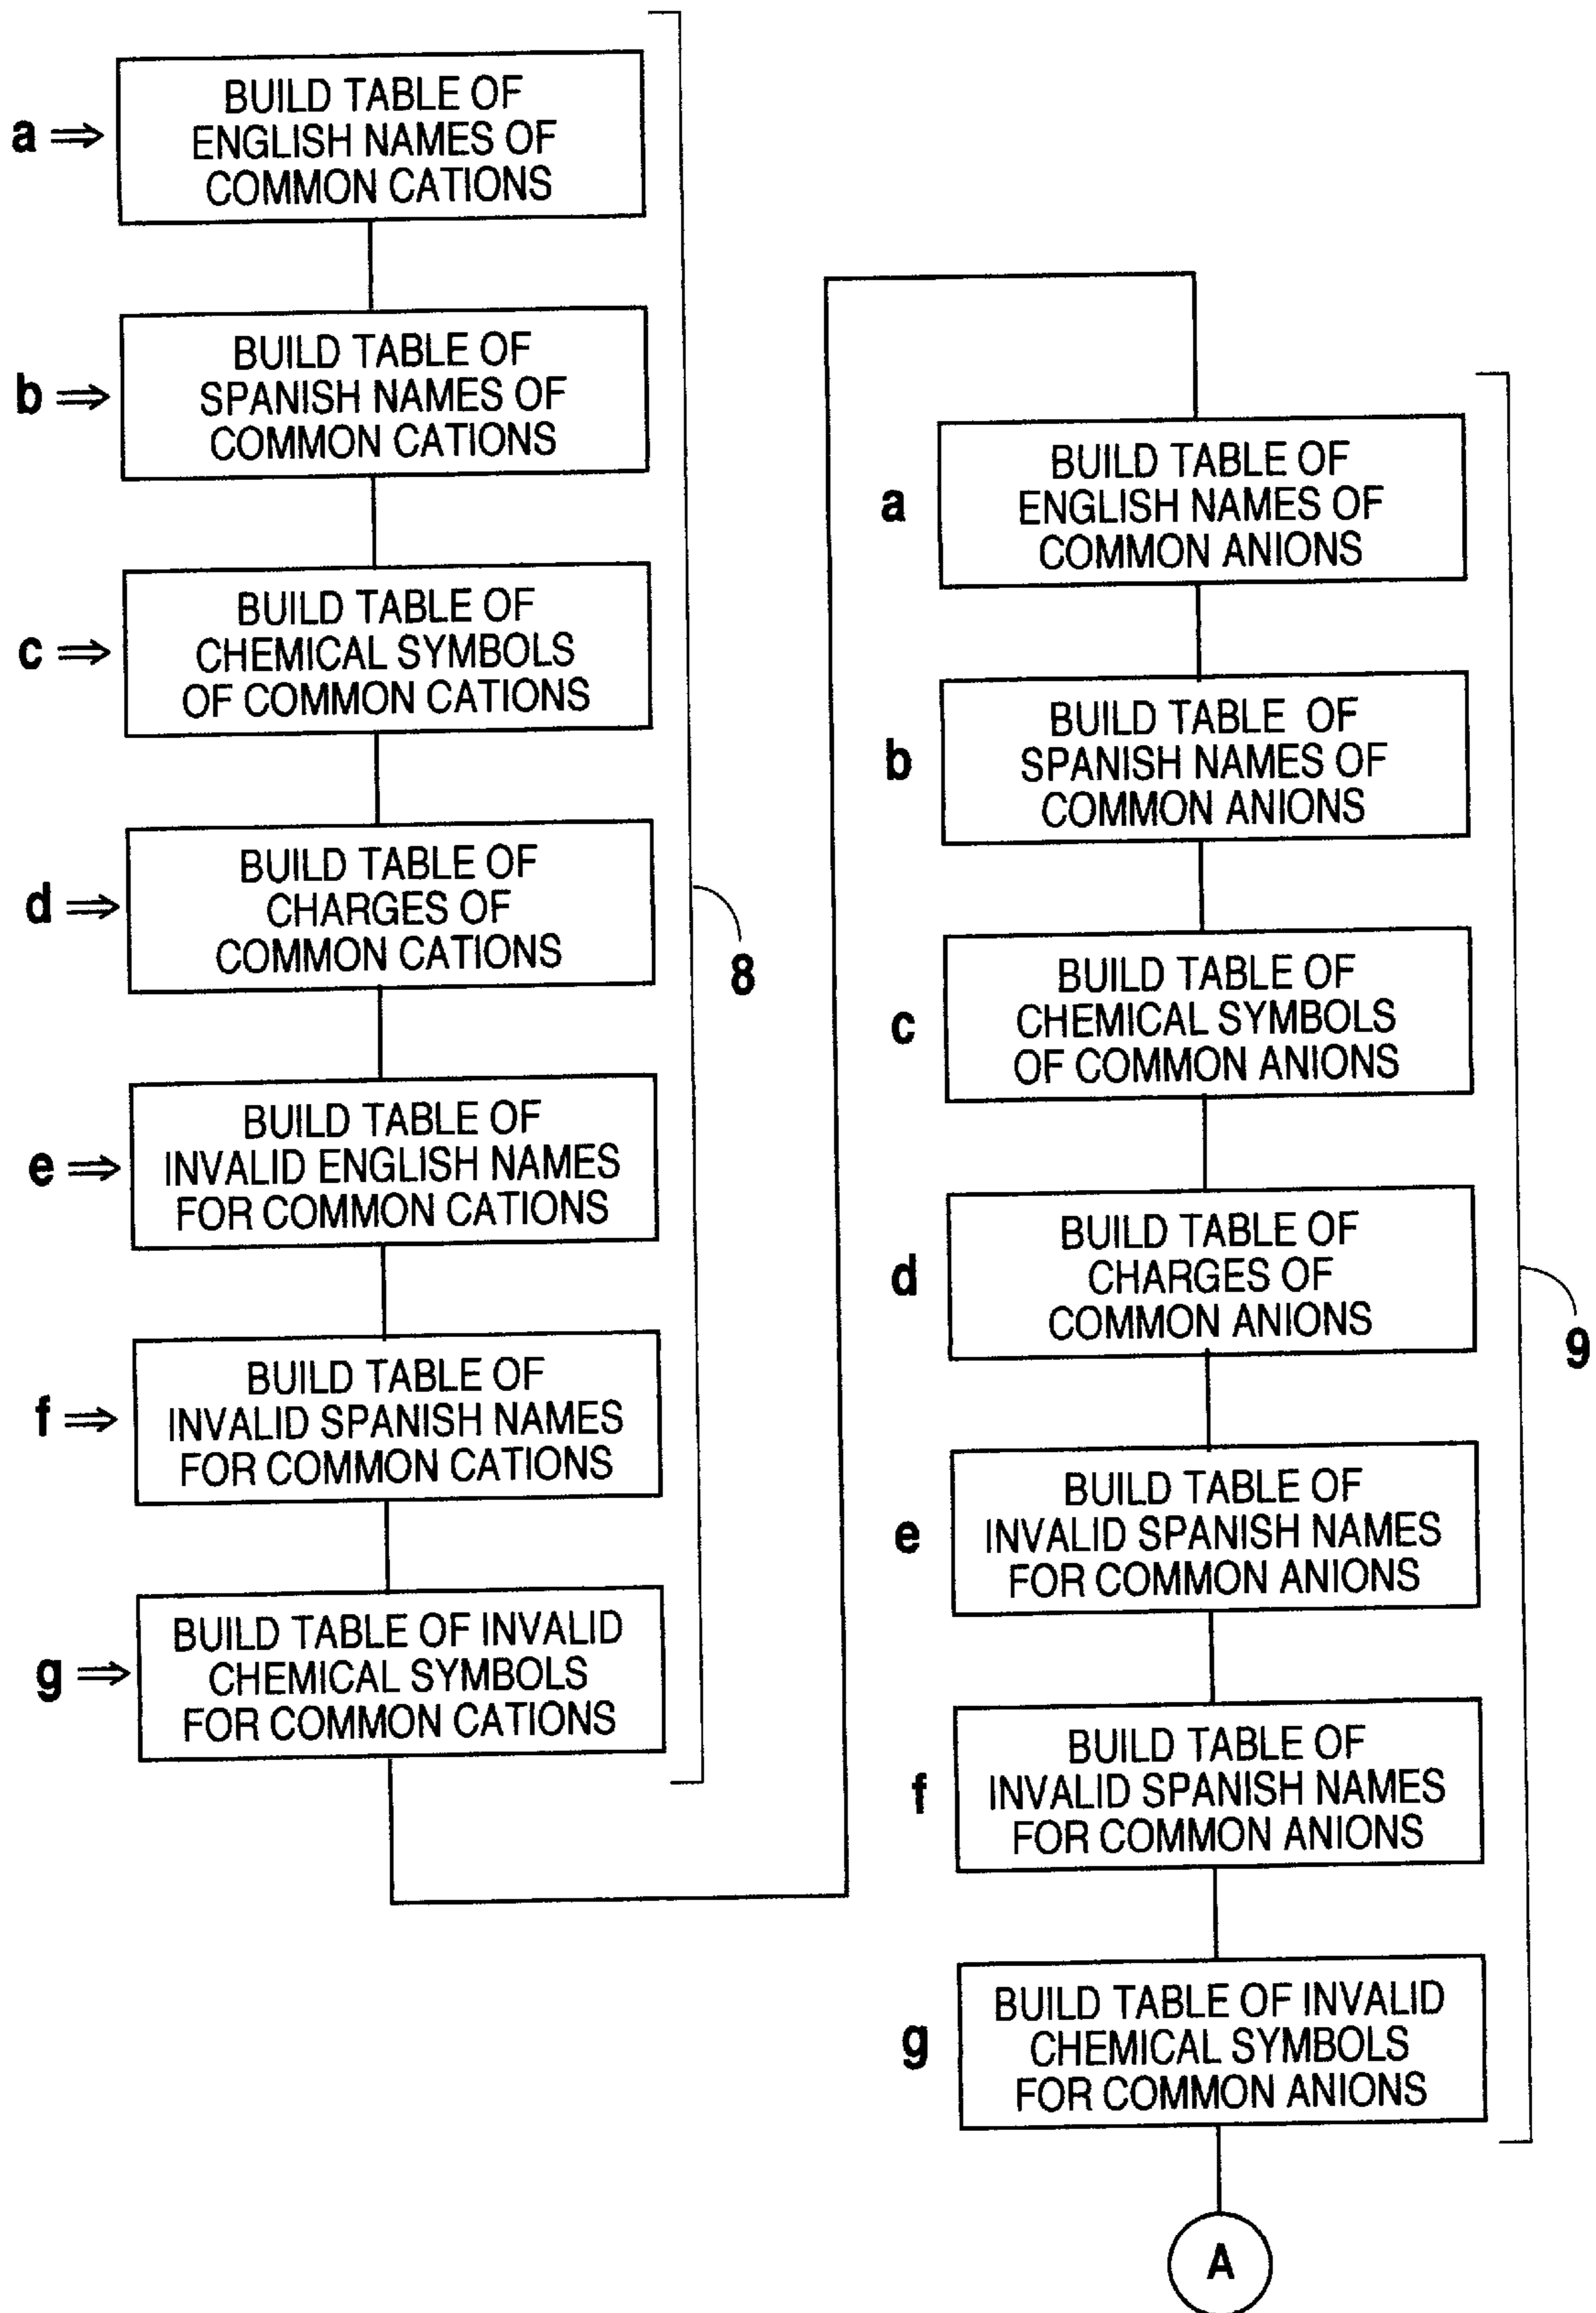 a ⇒
BUILD TABLE OF
ENGLISH NAMES OF
COMMON CATIONS
b ⇒
BUILD TABLE OF
SPANISH NAMES OF
COMMON CATIONS
c ⇒
BUILD TABLE OF
CHEMICAL SYMBOLS
OF COMMON CATIONS
d ⇒
BUILD TABLE OF
CHARGES OF
COMMON CATIONS
e ⇒
BUILD TABLE OF
INVALID ENGLISH NAMES
FOR COMMON CATIONS
f ⇒
BUILD TABLE OF
INVALID SPANISH NAMES
FOR COMMON CATIONS
g ⇒
BUILD TABLE OF INVALID
CHEMICAL SYMBOLS
FOR COMMON CATIONS
8
a
BUILD TABLE OF
ENGLISH NAMES OF
COMMON ANIONS
b
BUILD TABLE OF
SPANISH NAMES OF
COMMON ANIONS
c
BUILD TABLE OF
CHEMICAL SYMBOLS
OF COMMON ANIONS
d
BUILD TABLE OF
CHARGES OF
COMMON ANIONS
e
BUILD TABLE OF
INVALID SPANISH NAMES
FOR COMMON ANIONS
f
BUILD TABLE OF
INVALID SPANISH NAMES
FOR COMMON ANIONS
g
BUILD TABLE OF INVALID
CHEMICAL SYMBOLS
FOR COMMON ANIONS
9
A